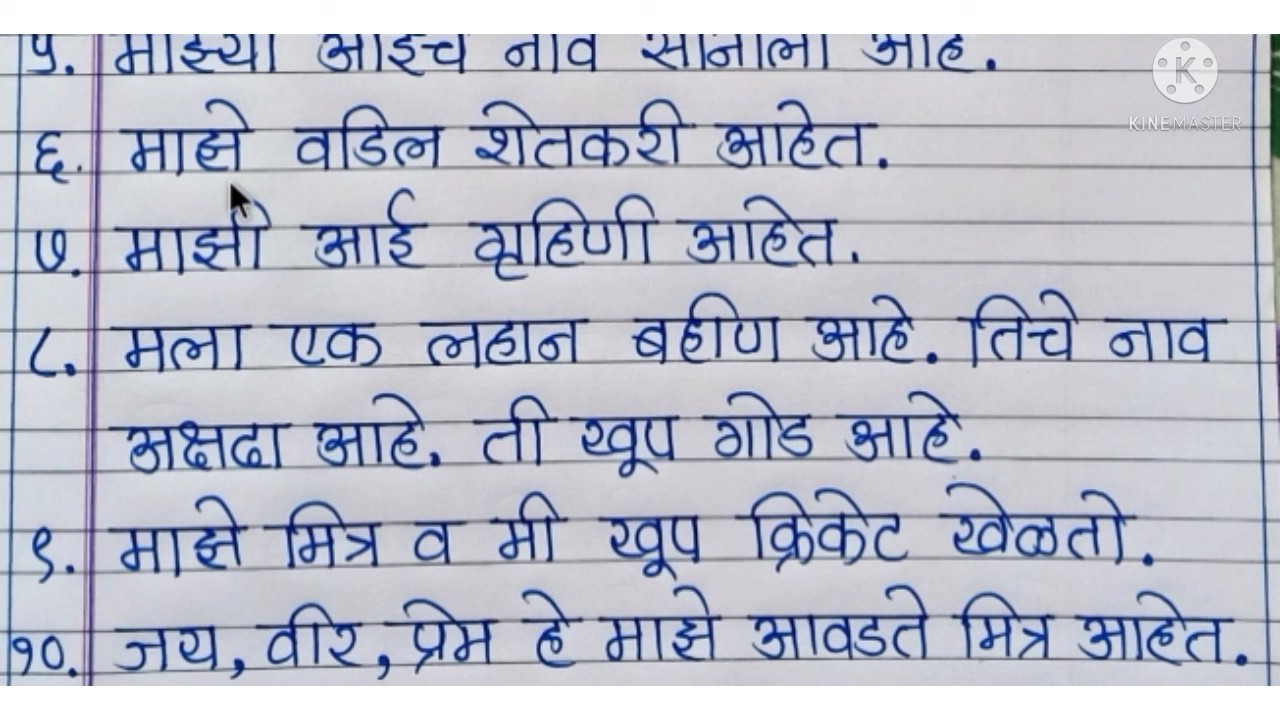 ५. माझ्या आईचे नाव सोनाली आहे.
KINEMASTER
६. माझे वडिल शेतकरी आहेत.
७. माझी आई गृहिणी आहेत.
८. मला एक लहान बहीण आहे. तिचे नाव
अक्षदा आहे. ती खूप गोड आहे.
९. माझे मित्र व मी खूप क्रिकेट खेळतो.
१०. जय, वीर, प्रेम हे माझे आवडते मित्र आहेत.